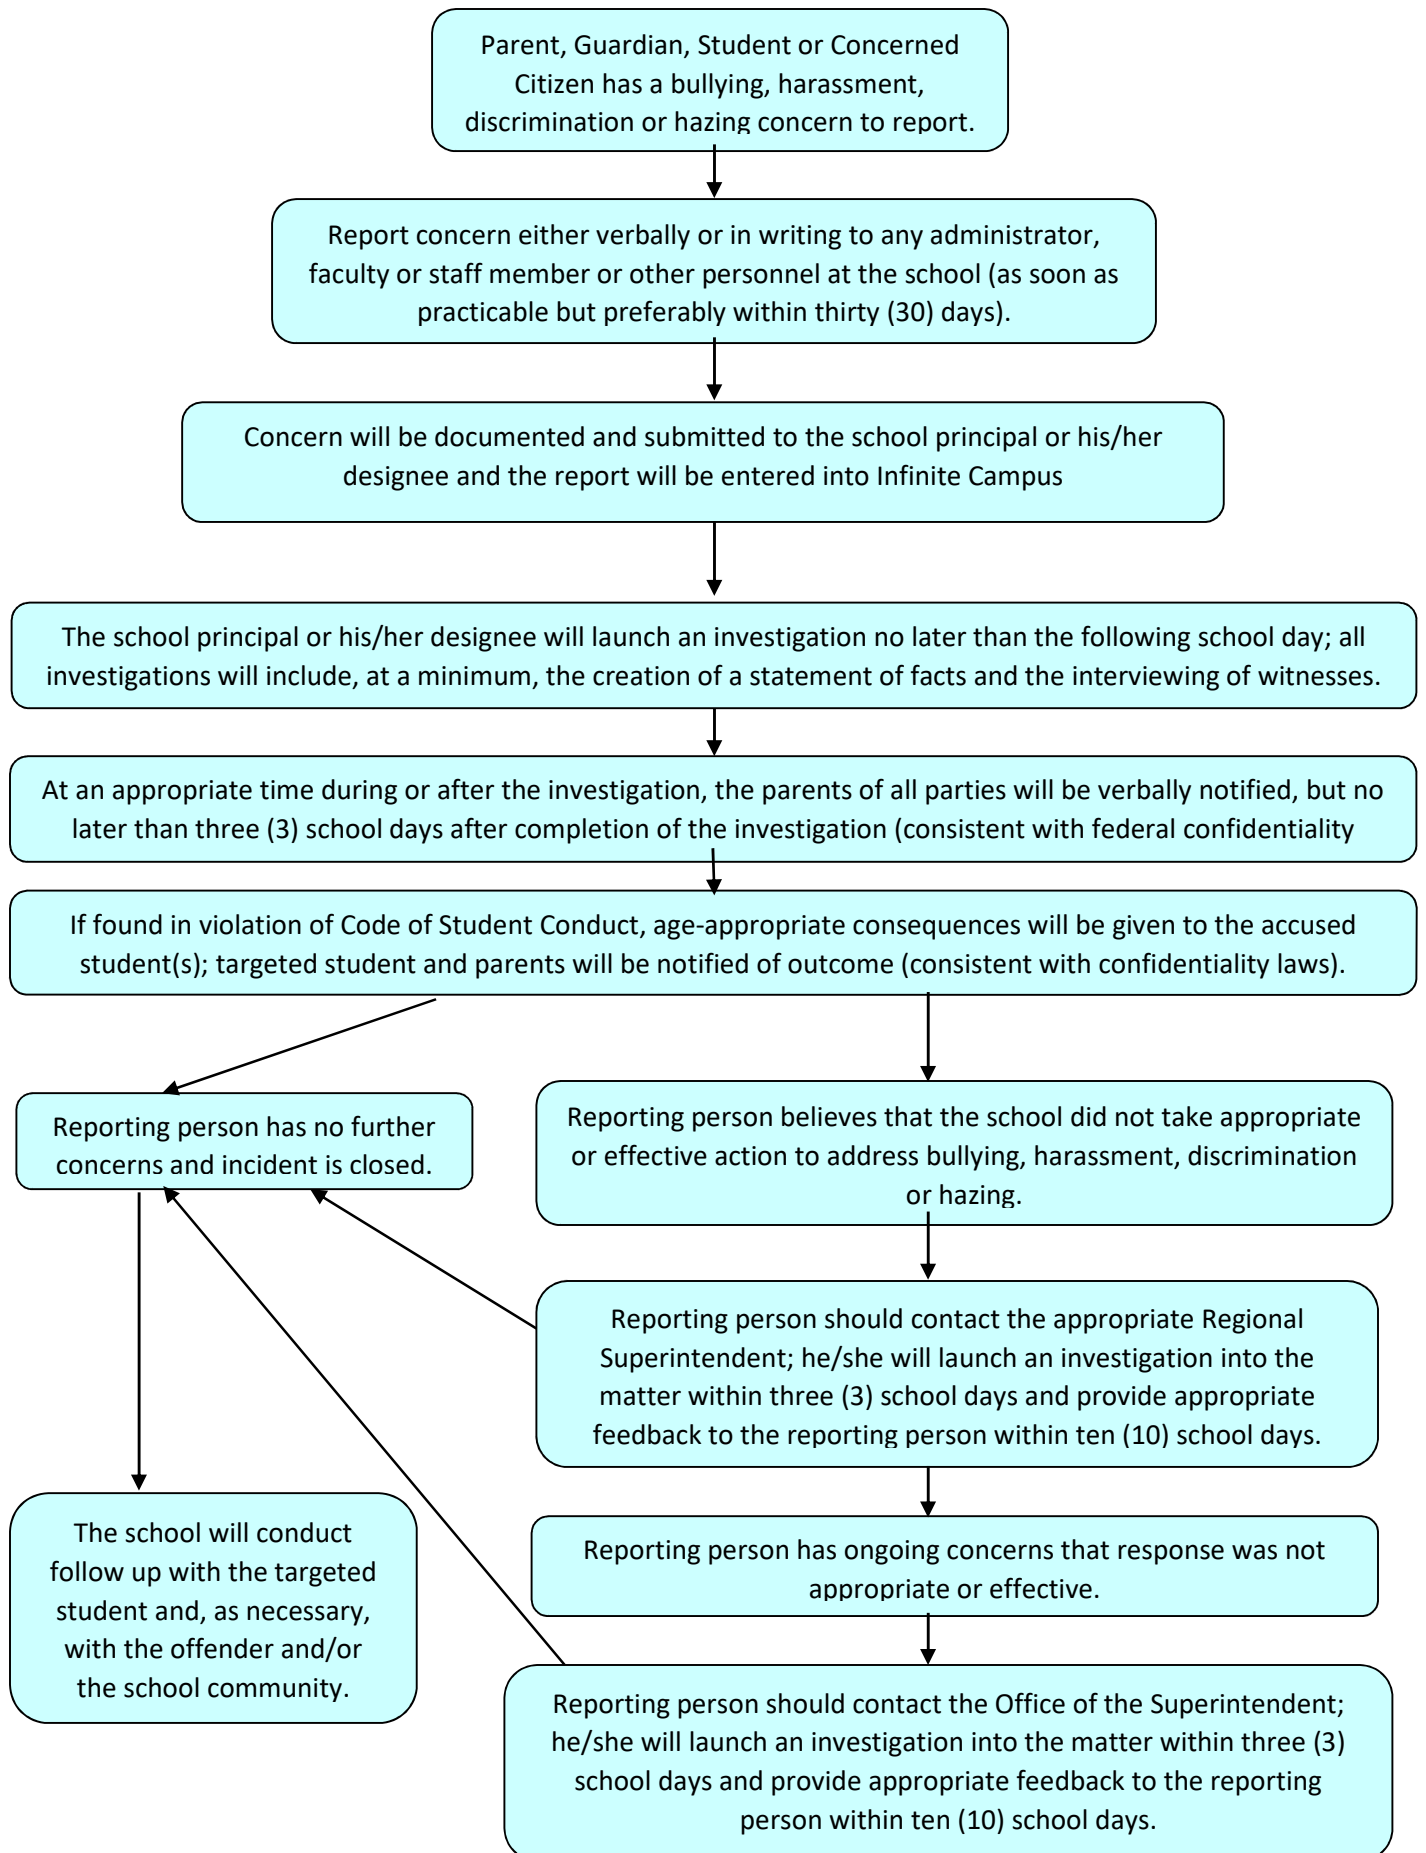 Parent, Guardian, Student or Concerned
Citizen has a bullying, harassment,
discrimination or hazing concern to report.
Report concern either verbally or in writing to any administrator,
faculty or staff member or other personnel at the school (as soon as
practicable but preferably within thirty (30) days).
Concern will be documented and submitted to the school principal or his/her
designee and the report will be entered into Infinite Campus
The school principal or his/her designee will launch an investigation no later than the following school day; all
investigations will include, at a minimum, the creation of a statement of facts and the interviewing of witnesses.
At an appropriate time during or after the investigation, the parents of all parties will be verbally notified, but no
later than three (3) school days after completion of the investigation (consistent with federal confidentiality
If found in violation of Code of Student Conduct, age-appropriate consequences will be given to the accused
student(s); targeted student and parents will be notified of outcome (consistent with confidentiality laws).
Reporting person has no further
concerns and incident is closed.
Reporting person believes that the school did not take appropriate
or effective action to address bullying, harassment, discrimination
or hazing.
Reporting person should contact the appropriate Regional
Superintendent; he/she will launch an investigation into the
matter within three (3) school days and provide appropriate
feedback to the reporting person within ten (10) school days.
The school will conduct
follow up with the targeted
student and, as necessary,
with the offender and/or
the school community.
Reporting person has ongoing concerns that response was not
appropriate or effective.
Reporting person should contact the Office of the Superintendent;
he/she will launch an investigation into the matter within three (3)
school days and provide appropriate feedback to the reporting
person within ten (10) school days.